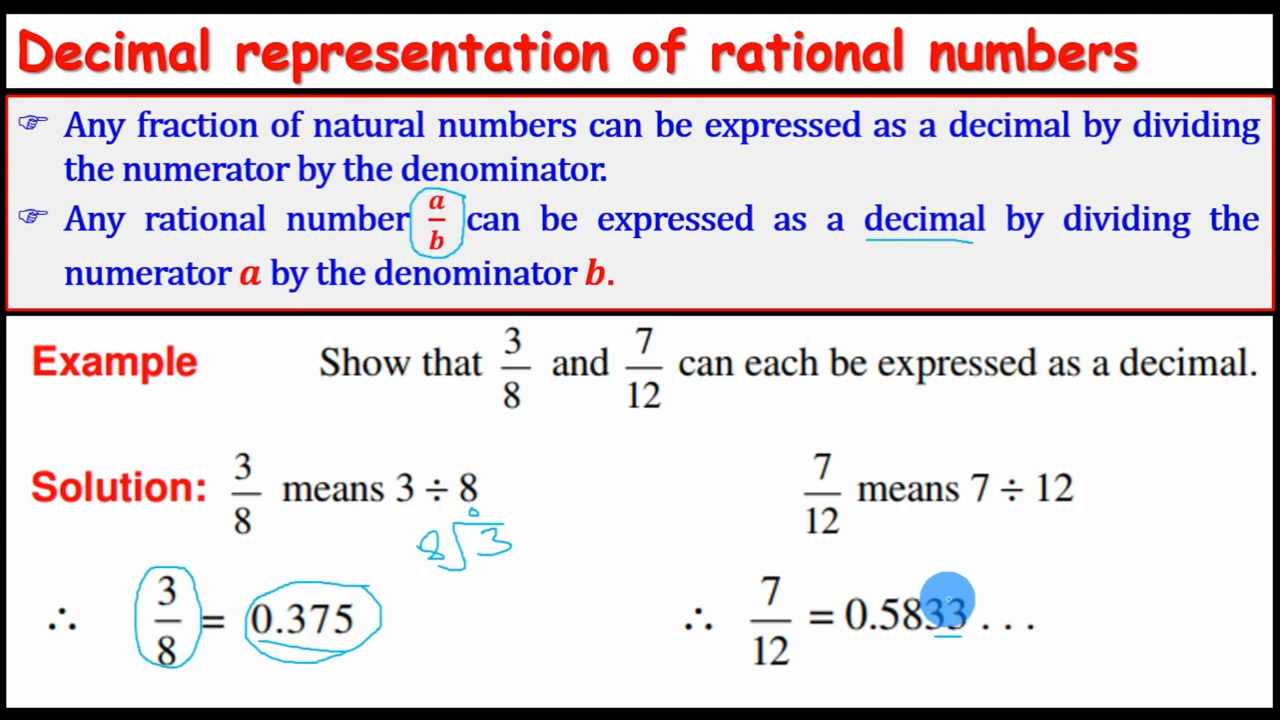 Decimal representation of rational numbers
☞ Any fraction of natural numbers can be expressed as a decimal by dividing
the numerator by the denominator.
☞ Any rational number a/b can be expressed as a decimal by dividing the
numerator a by the denominator b.
Example Show that 3/8 and 7/12 can each be expressed as a decimal.
Solution: 3/8 means 3 ÷ 8 7/12 means 7 ÷ 12
8√3
∴ 3/8 = 0.375 ∴ 7/12 = 0.5833 . . .